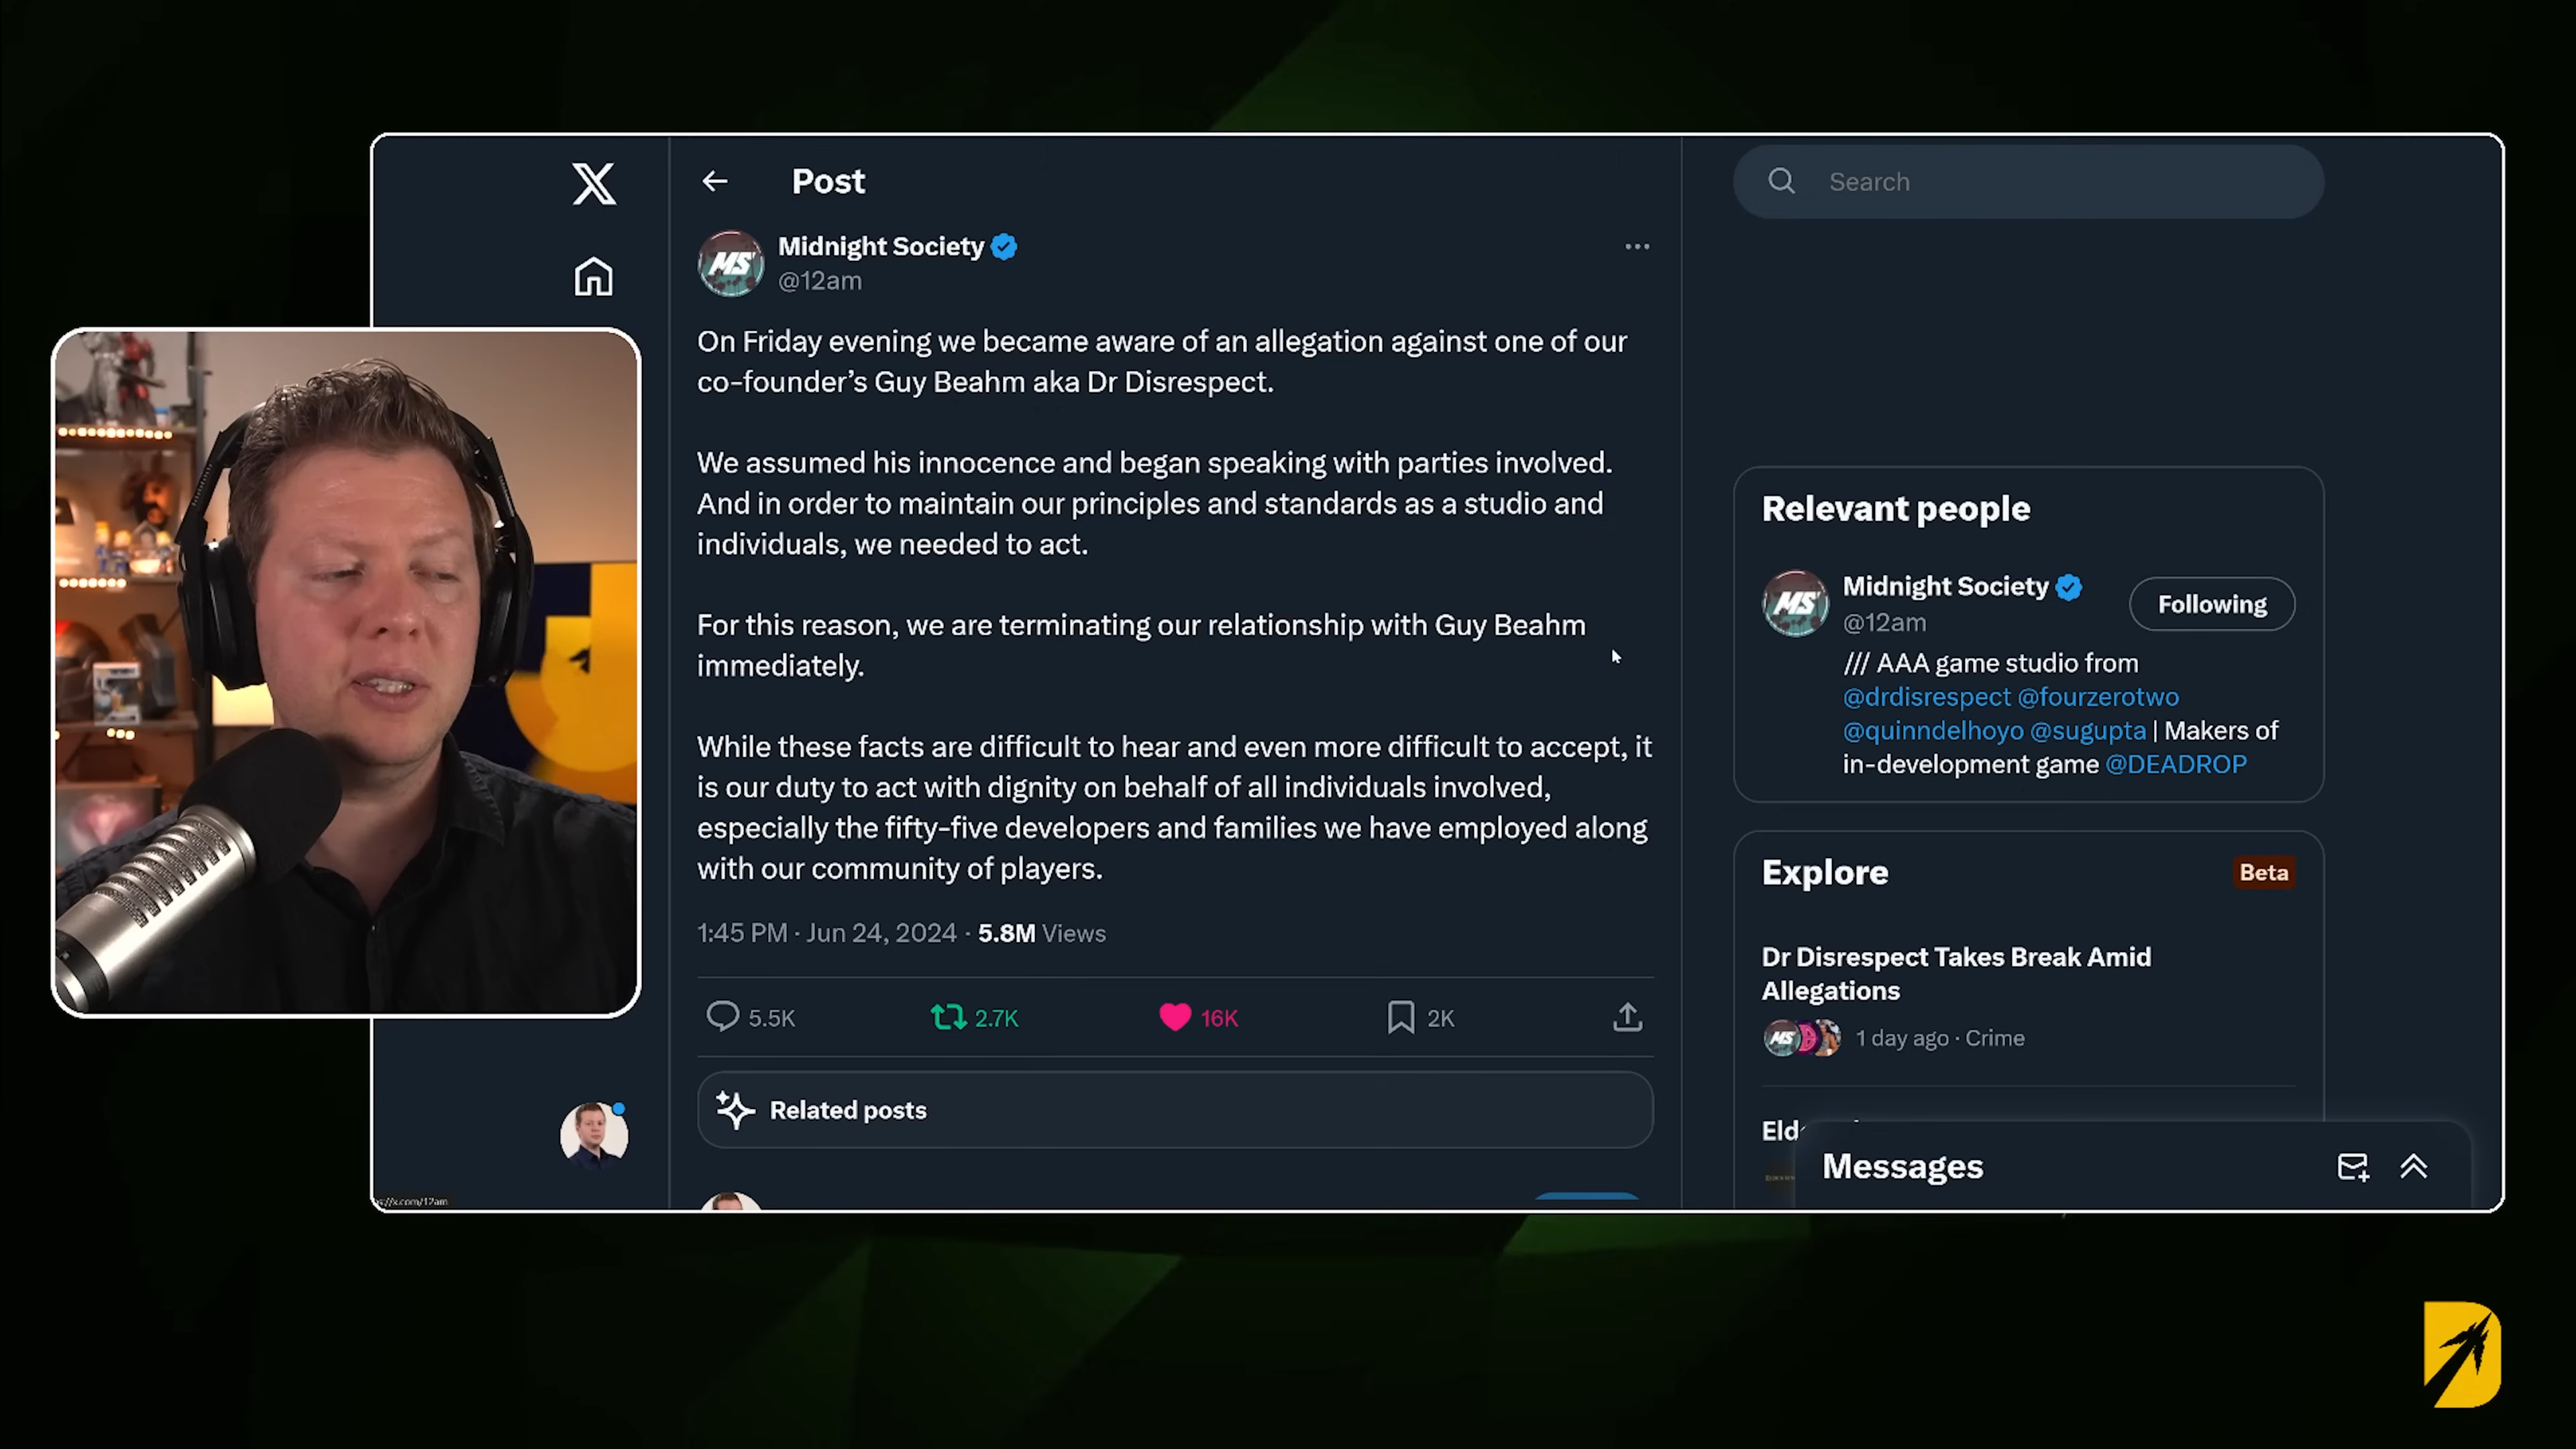 Post
Search
Midnight Society
@12am
On Friday evening we became aware of an allegation against one of our
co-founder’s Guy Beahm aka Dr Disrespect.
We assumed his innocence and began speaking with parties involved.
And in order to maintain our principles and standards as a studio and
individuals, we needed to act.
For this reason, we are terminating our relationship with Guy Beahm
immediately.
While these facts are difficult to hear and even more difficult to accept, it
is our duty to act with dignity on behalf of all individuals involved,
especially the fifty-five developers and families we have employed along
with our community of players.
1:45 PM · Jun 24, 2024 · 5.8M Views
5.5K 2.7K 16K 2K
Related posts
Relevant people
Midnight Society
@12am
Following
/// AAA game studio from
@drdisrespect @fourzerotwo
@quinndelhoyo @sugupta | Makers of
in-development game @DEADROP
Explore
Beta
Dr Disrespect Takes Break Amid
Allegations
1 day ago · Crime
Messages
s://x.com/12am
MS
MS
MS